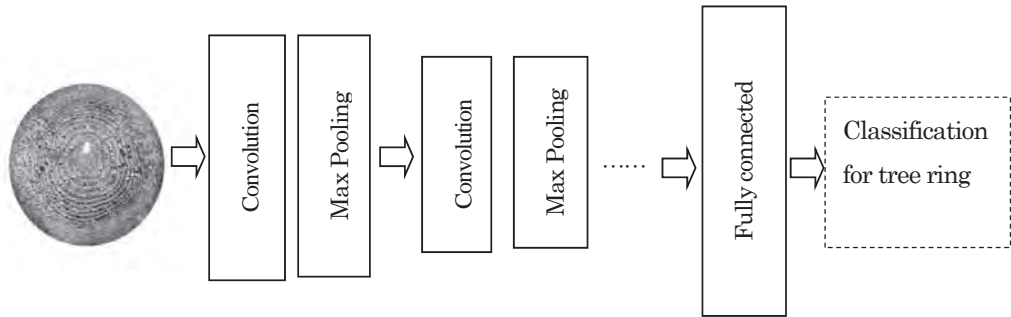 Convolution
Max Pooling
Convolution
Max Pooling
……
Fully connected
Classification
for tree ring